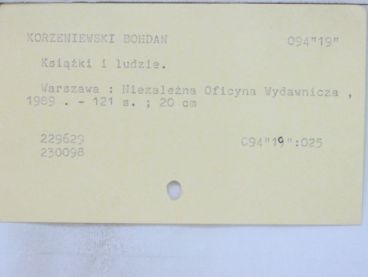 KORZENIEWSKI BOHDAN 094"19"
Książki i ludzie.
Warszawa : Niezależna Oficyna Wydawnicza ,
1989 . - 121 s. ; 20 cm
229629 094"19":025
230098